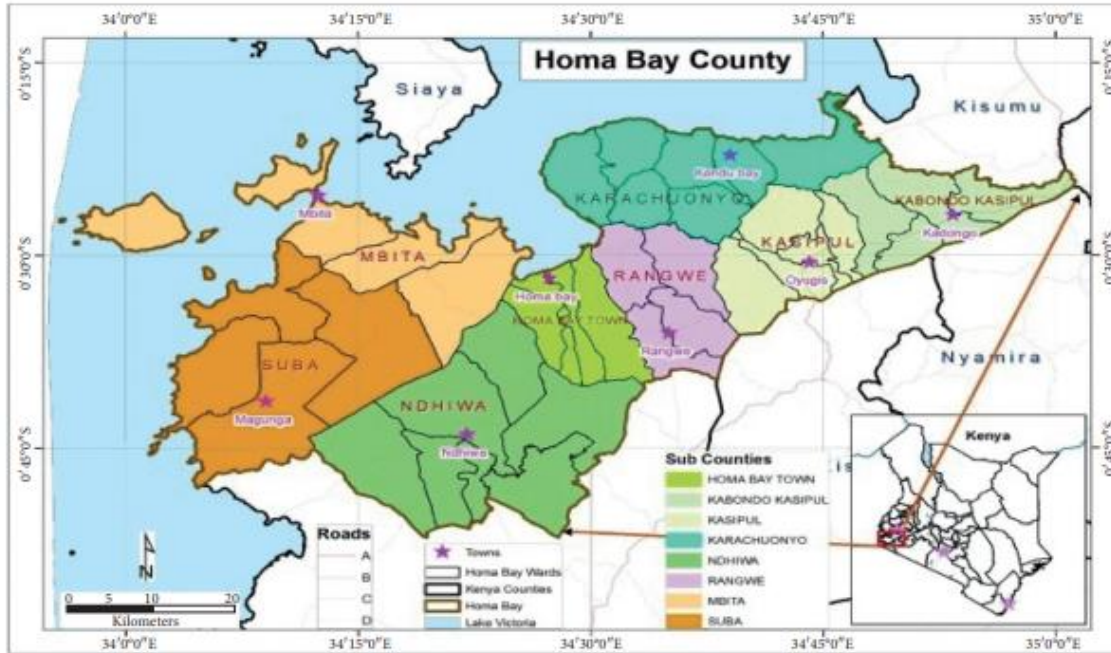 34°0′0″E 34°15′0″E 34°30′0″E 34°45′0″E 35°0′0″E
0°15′0″S
0°15′0″S
Homa Bay County
Siaya
Kisumu
Kendu bay
KARACHUONYO
KABONDO KASIPUL
Kadongo
Mbita
MBITA
KASIPUL
Oyugis
0°30′0″S
0°30′0″S
RANGWE
Homa bay
HOMA BAY TOWN
Rangwe
Nyamira
SUBA
Magunga
NDHIWA
Ndhiwa
0°45′0″S
0°45′0″S
Kenya
Sub Counties
HOMA BAY TOWN
KABONDO KASIPUL
KASIPUL
KARACHUONYO
NDHIWA
RANGWE
MBITA
SUBA
Roads
A
B
C
D
Towns
Homa Bay Wards
Kenya Counties
Homa Bay
Lake Victoria
N
0 5 10 20
Kilometers
34°0′0″E 34°15′0″E 34°30′0″E 34°45′0″E 35°0′0″E